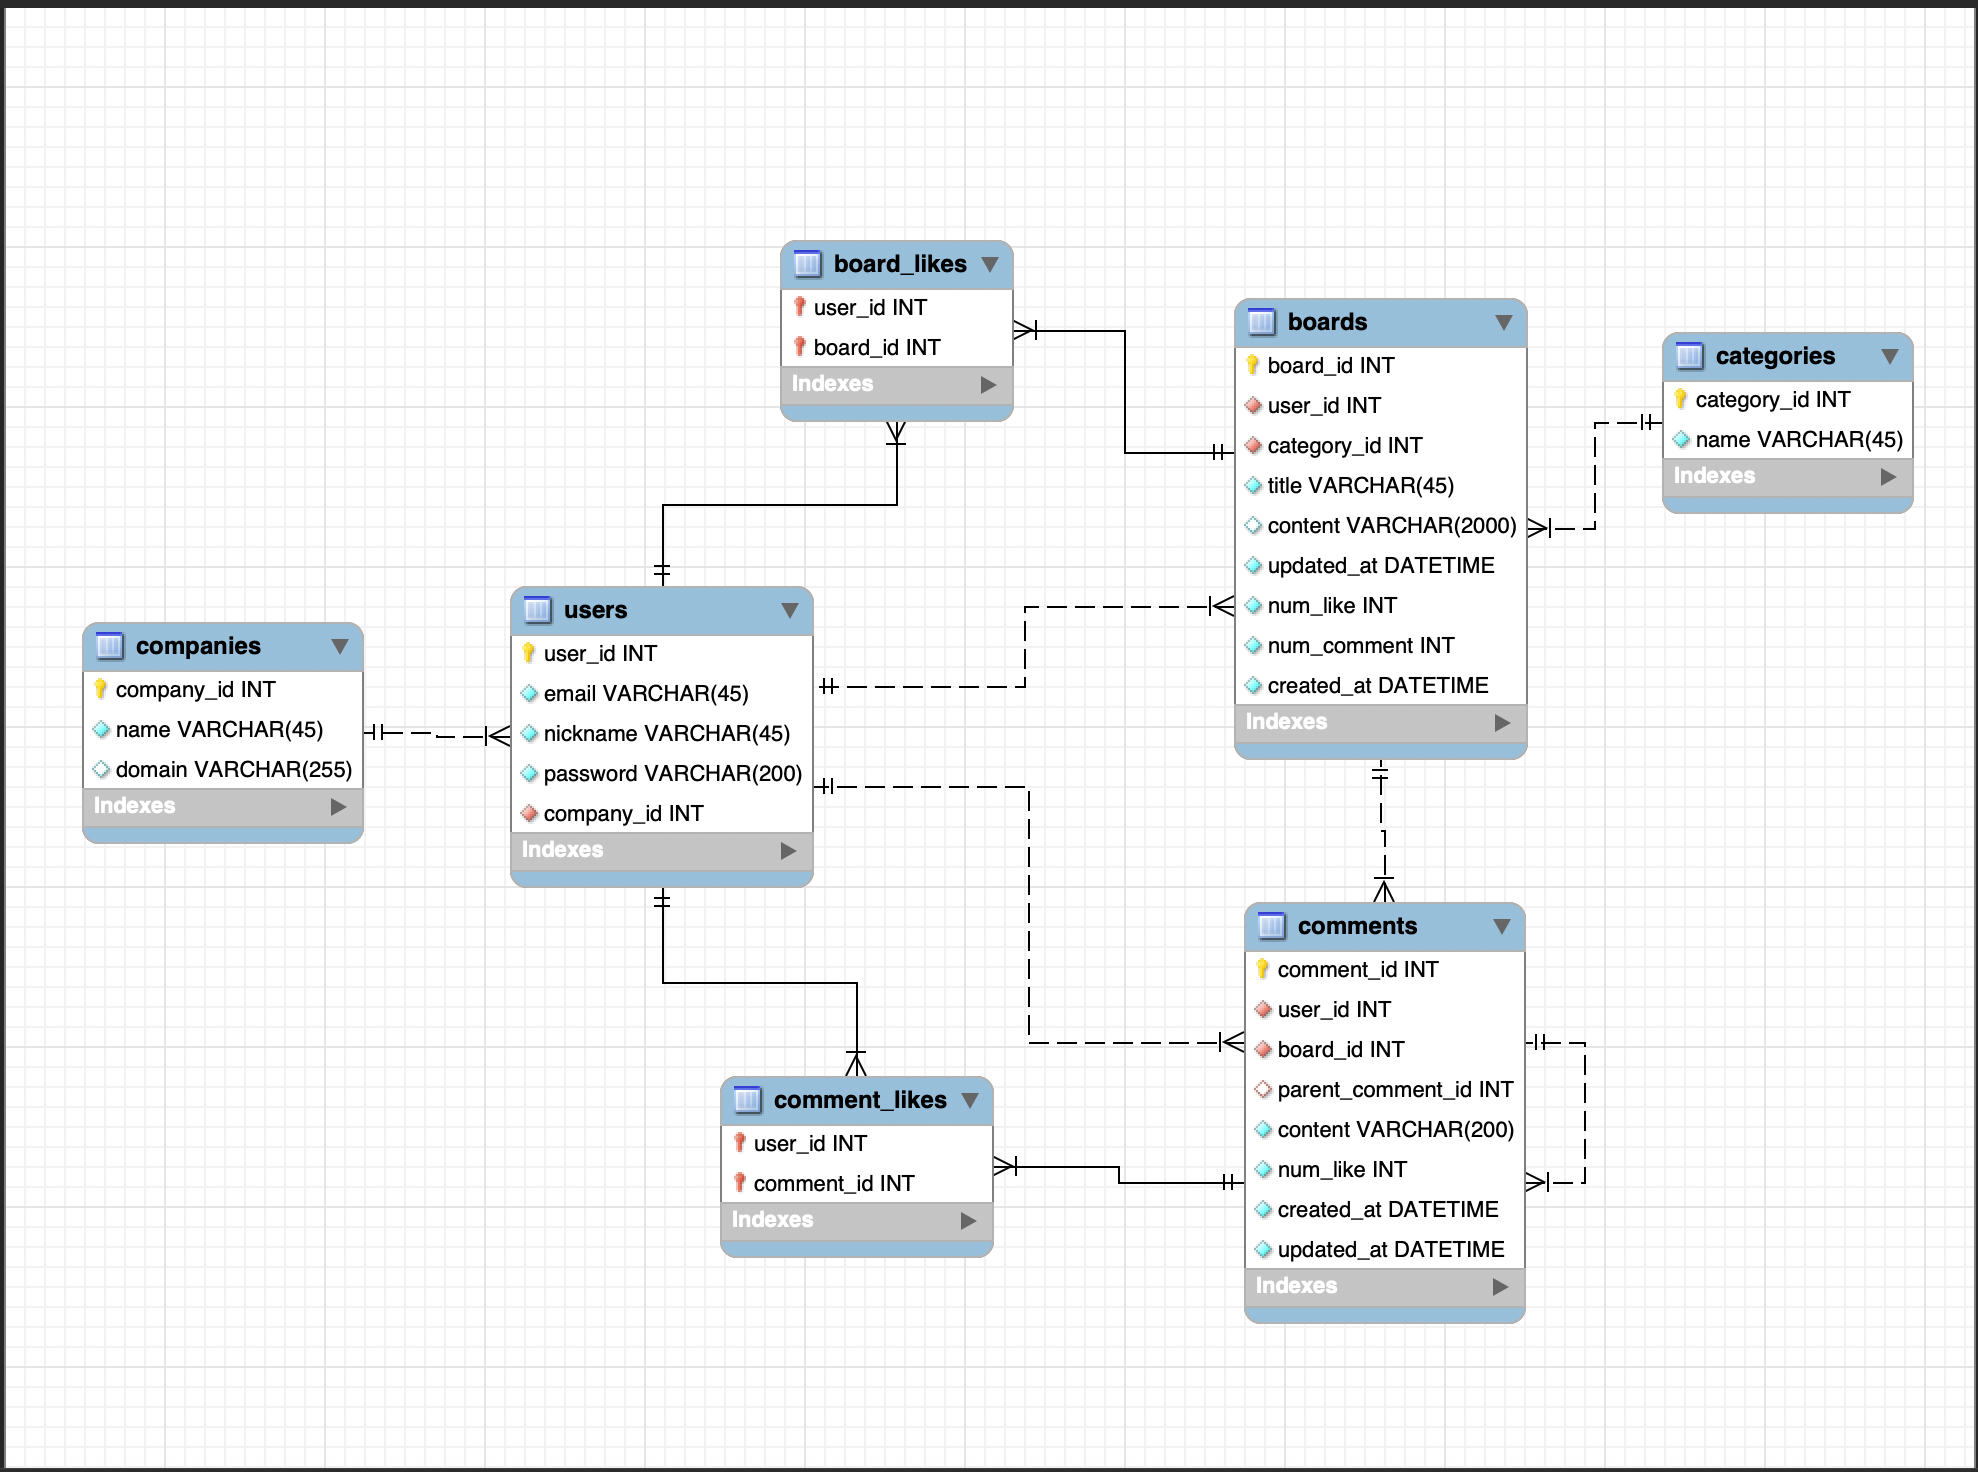 board_likes
user_id INT
board_id INT
Indexes
boards
board_id INT
user_id INT
category_id INT
title VARCHAR(45)
content VARCHAR(2000)
updated_at DATETIME
num_like INT
num_comment INT
created_at DATETIME
Indexes
categories
category_id INT
name VARCHAR(45)
Indexes
companies
company_id INT
name VARCHAR(45)
domain VARCHAR(255)
Indexes
users
user_id INT
email VARCHAR(45)
nickname VARCHAR(45)
password VARCHAR(200)
company_id INT
Indexes
comments
comment_id INT
user_id INT
board_id INT
parent_comment_id INT
content VARCHAR(200)
num_like INT
created_at DATETIME
updated_at DATETIME
Indexes
comment_likes
user_id INT
comment_id INT
Indexes